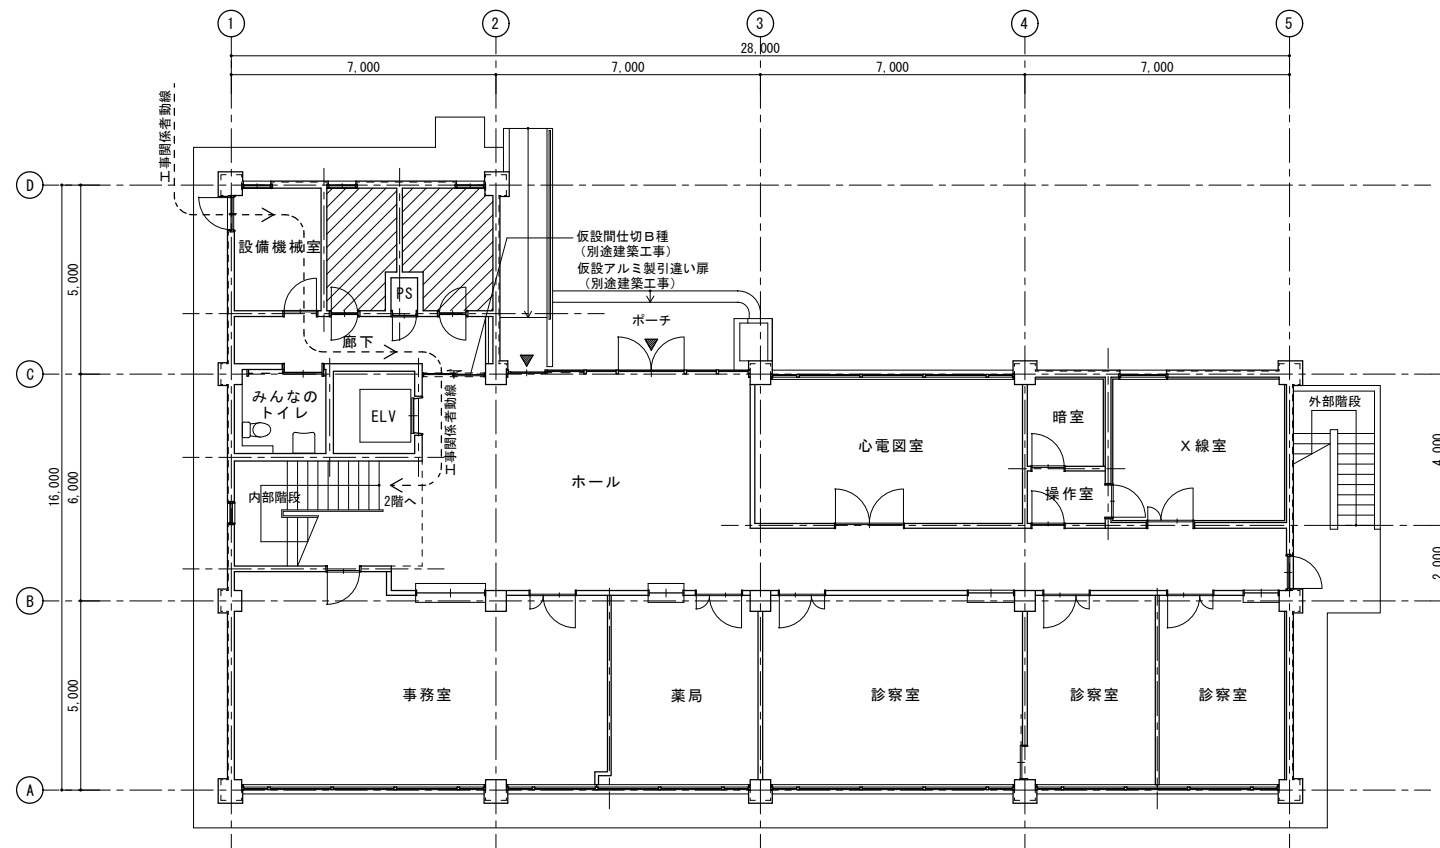 1
2
3
4
5
28,000
7,000
7,000
7,000
7,000
工事関係者動線
D
設備機械室
PS
仮設間仕切B種
(別途建築工事)
仮設アルミ製引違い扉
(別途建築工事)
ポーチ
5,000
廊下
C
みんなの
トイレ
ELV
工事関係者動線
心電図室
暗室
X線室
外部階段
4,000
16,000
6,000
内部階段
2階へ
ホール
操作室
2,000
B
5,000
事務室
薬局
診察室
診察室
診察室
A